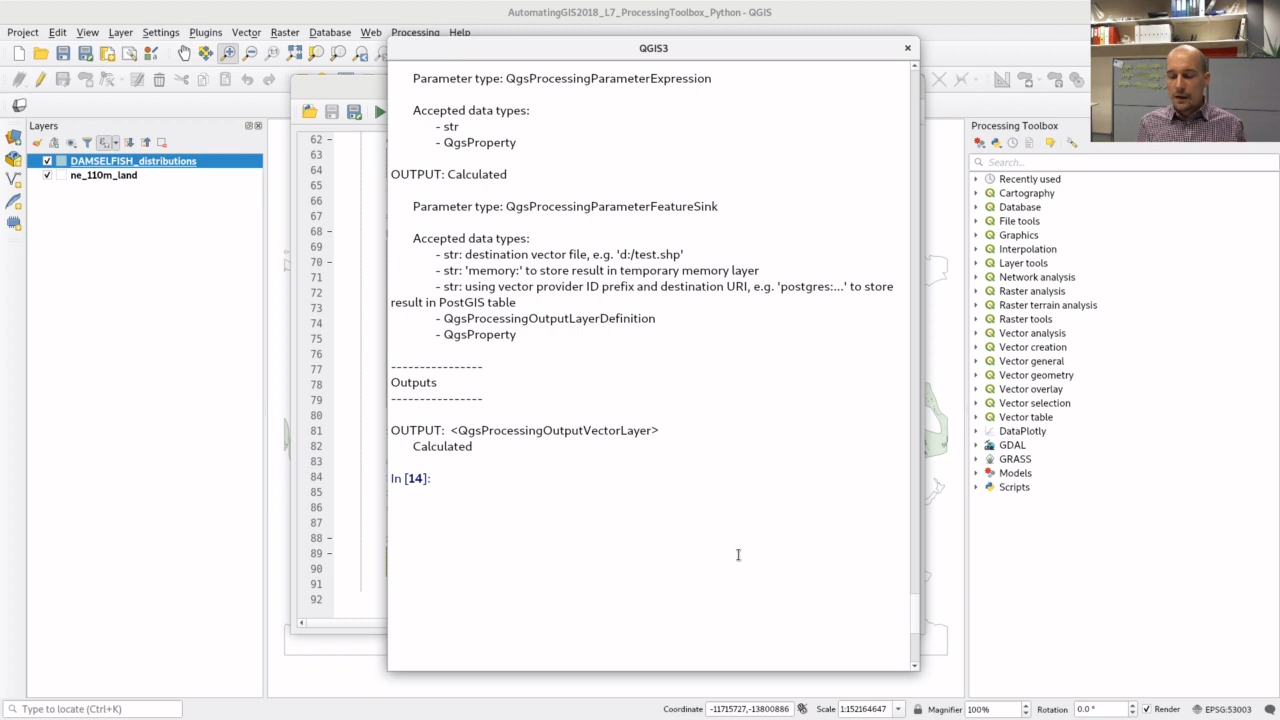 AutomatingGIS2018_L7_ProcessingToolbox_Python - QGIS
Project Edit View Layer Settings Plugins Vector Raster Database Web Processing Help
QGIS3
Parameter type: QgsProcessingParameterExpression
Accepted data types:
- str
- QgsProperty
OUTPUT: Calculated
Parameter type: QgsProcessingParameterFeatureSink
Accepted data types:
- str: destination vector file, e.g. 'd:/test.shp'
- str: 'memory:' to store result in temporary memory layer
- str: using vector provider ID prefix and destination URI, e.g. 'postgres:...' to store
result in PostGIS table
- QgsProcessingOutputLayerDefinition
- QgsProperty
----------------
Outputs
----------------
OUTPUT: <QgsProcessingOutputVectorLayer>
Calculated
In [14]:
Layers
DAMSELFISH_distributions
ne_110m_land
62
63
64
65
66
67
68
69
70
71
72
73
74
75
76
77
78
79
80
81
82
83
84
85
86
87
88
89
90
91
92
Processing Toolbox
Search...
Recently used
Cartography
Database
File tools
Graphics
Interpolation
Layer tools
Network analysis
Raster analysis
Raster terrain analysis
Raster tools
Vector analysis
Vector creation
Vector general
Vector geometry
Vector overlay
Vector selection
Vector table
DataPlotly
GDAL
GRASS
Models
Scripts
Type to locate (Ctrl+K)
Coordinate -11715727,-13800886 Scale 1:152164647 Magnifier 100% Rotation 0.0 ° Render EPSG:53003